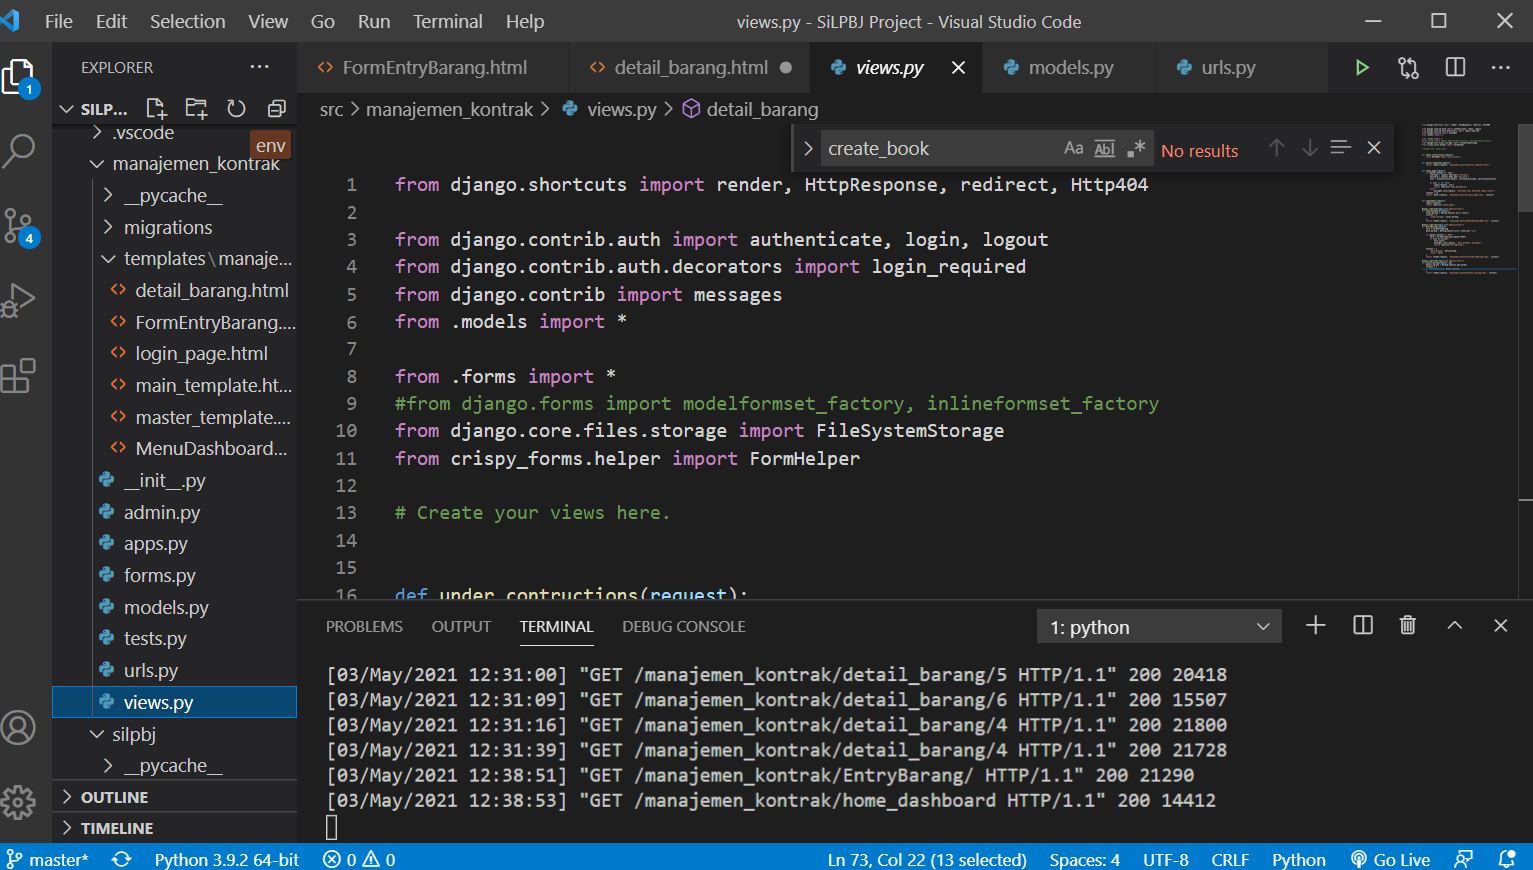 File Edit Selection View Go Run Terminal Help
views.py - SiLPBJ Project - Visual Studio Code
EXPLORER ...
FormEntryBarang.html
detail_barang.html
views.py
models.py
urls.py
1
4
SILP...
.vscode
env
manajemen_kontrak
__pycache__
migrations
templates\manaje...
detail_barang.html
FormEntryBarang....
login_page.html
main_template.ht...
master_template....
MenuDashboard...
__init__.py
admin.py
apps.py
forms.py
models.py
tests.py
urls.py
views.py
silpbj
__pycache__
OUTLINE
TIMELINE
src > manajemen_kontrak > views.py > detail_barang
create_book Aa Abl .* No results
1 from django.shortcuts import render, HttpResponse, redirect, Http404
2
3 from django.contrib.auth import authenticate, login, logout
4 from django.contrib.auth.decorators import login_required
5 from django.contrib import messages
6 from .models import *
7
8 from .forms import *
9 #from django.forms import modelformset_factory, inlineformset_factory
10 from django.core.files.storage import FileSystemStorage
11 from crispy_forms.helper import FormHelper
12
13 # Create your views here.
14
15
16 def under_contructions(request):
PROBLEMS OUTPUT TERMINAL DEBUG CONSOLE
1: python
[03/May/2021 12:31:00] "GET /manajemen_kontrak/detail_barang/5 HTTP/1.1" 200 20418
[03/May/2021 12:31:09] "GET /manajemen_kontrak/detail_barang/6 HTTP/1.1" 200 15507
[03/May/2021 12:31:16] "GET /manajemen_kontrak/detail_barang/4 HTTP/1.1" 200 21800
[03/May/2021 12:31:39] "GET /manajemen_kontrak/detail_barang/4 HTTP/1.1" 200 21728
[03/May/2021 12:38:51] "GET /manajemen_kontrak/EntryBarang/ HTTP/1.1" 200 21290
[03/May/2021 12:38:53] "GET /manajemen_kontrak/home_dashboard HTTP/1.1" 200 14412
master* Python 3.9.2 64-bit 0 0 Ln 73, Col 22 (13 selected) Spaces: 4 UTF-8 CRLF Python Go Live